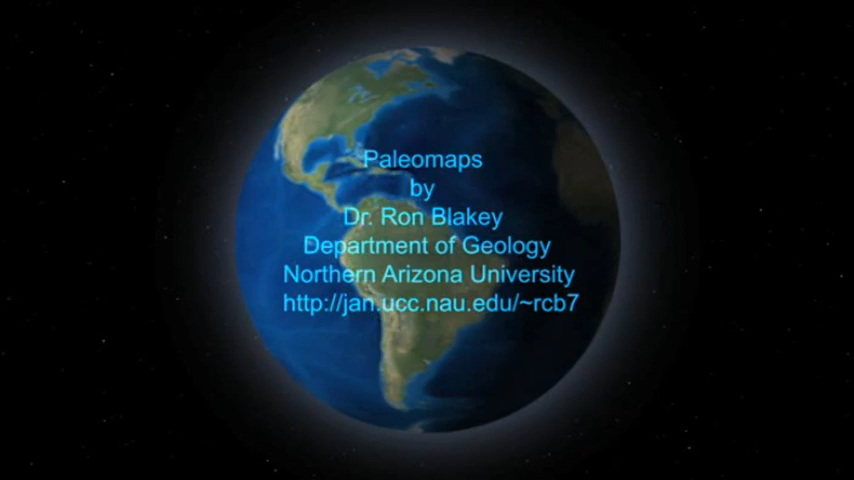 Paleomaps
by
Dr. Ron Blakey
Department of Geology
Northern Arizona University
http://jan.ucc.nau.edu/~rcb7